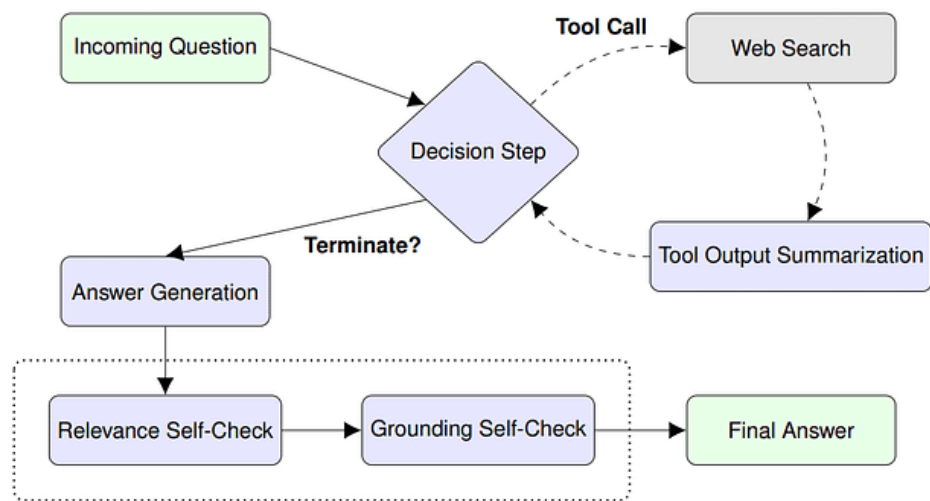 Incoming Question
Tool Call
Web Search
Decision Step
Terminate?
Tool Output Summarization
Answer Generation
Relevance Self-Check
Grounding Self-Check
Final Answer